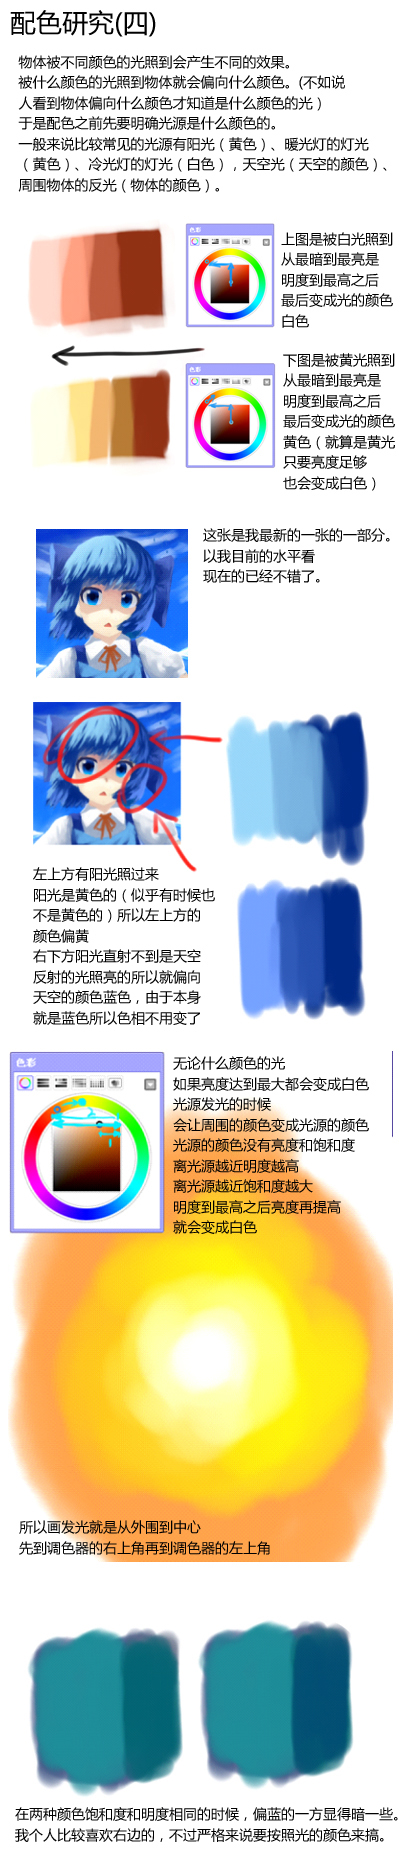 配色研究(四)
物体被不同颜色的光照到会产生不同的效果。
被什么颜色的光照到物体就会偏向什么颜色。(不如说
人看到物体偏向什么颜色才知道是什么颜色的光）
于是配色之前先要明确光源是什么颜色的。
一般来说比较常见的光源有阳光（黄色）、暖光灯的灯光
（黄色）、冷光灯的灯光（白色），天空光（天空的颜色）、
周围物体的反光（物体的颜色）。
色彩
上图是被白光照到
从最暗到最亮是
明度到最高之后
最后变成光的颜色
白色
色彩
下图是被黄光照到
从最暗到最亮是
明度到最高之后
最后变成光的颜色
黄色（就算是黄光
只要亮度足够
也会变成白色）
这张是我最新的一张的一部分。
以我目前的水平看
现在的已经不错了。
左上方有阳光照过来
阳光是黄色的（似乎有时候也
不是黄色的）所以左上方的
颜色偏黄
右下方阳光直射不到是天空
反射的光照亮的所以就偏向
天空的颜色蓝色，由于本身
就是蓝色所以色相不用变了
色彩
2
1
无论什么颜色的光
如果亮度达到最大都会变成白色
光源发光的时候
会让周围的颜色变成光源的颜色
光源的颜色没有亮度和饱和度
离光源越近明度越高
离光源越近饱和度越大
明度到最高之后亮度再提高
就会变成白色
所以画发光就是从外围到中心
先到调色器的右上角再到调色器的左上角
在两种颜色饱和度和明度相同的时候，偏蓝的一方显得暗一些。
我个人比较喜欢右边的，不过严格来说要按照光的颜色来搞。